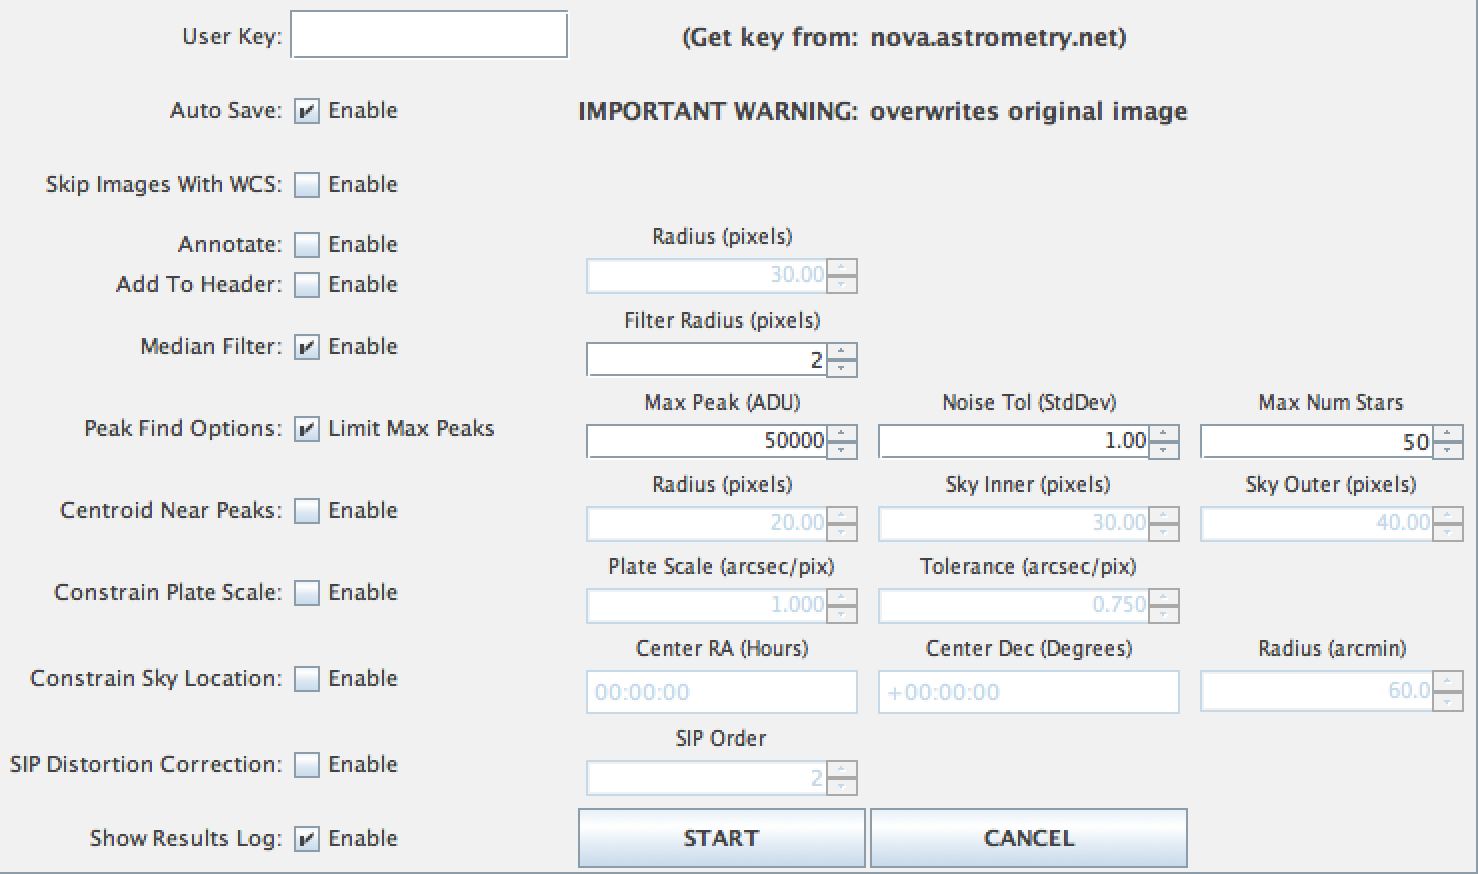 User Key: (Get key from: nova.astrometry.net)
Auto Save: Enable IMPORTANT WARNING: overwrites original image
Skip Images With WCS: Enable
Annotate: Enable Radius (pixels)
30.00
Add To Header: Enable
Filter Radius (pixels)
Median Filter: Enable 2
Max Peak (ADU) Noise Tol (StdDev) Max Num Stars
Peak Find Options: Limit Max Peaks 50000 1.00 50
Radius (pixels) Sky Inner (pixels) Sky Outer (pixels)
Centroid Near Peaks: Enable 20.00 30.00 40.00
Plate Scale (arcsec/pix) Tolerance (arcsec/pix)
Constrain Plate Scale: Enable 1.000 0.750
Center RA (Hours) Center Dec (Degrees) Radius (arcmin)
Constrain Sky Location: Enable 00:00:00 +00:00:00 60.0
SIP Order
SIP Distortion Correction: Enable 2
Show Results Log: Enable START CANCEL